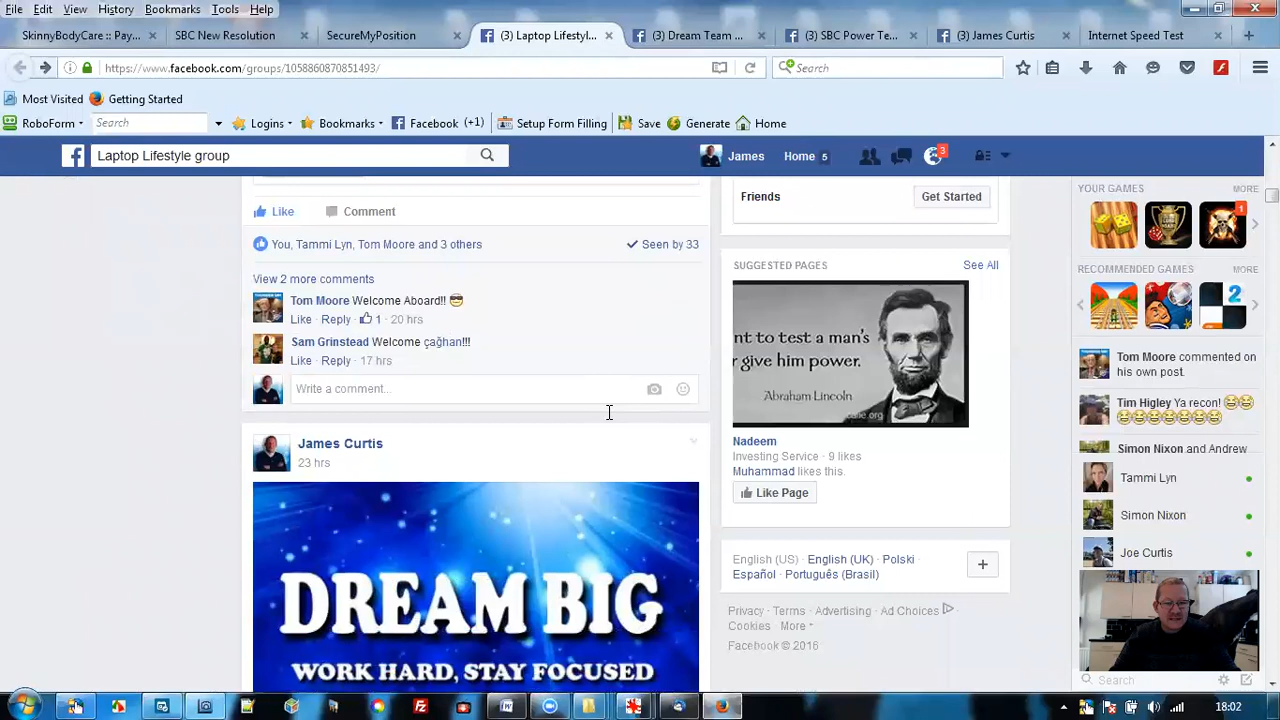 File Edit View History Bookmarks Tools Help
SkinnyBodyCare :: Pay... × SBC New Resolution × SecureMyPosition × (3) Laptop Lifestyl... × (3) Dream Team ... × (3) SBC Power Te... × (3) James Curtis × Internet Speed Test ×
https://www.facebook.com/groups/1058860870851493/ Search
Most Visited Getting Started
RoboForm Search Logins Bookmarks Facebook (+1) Setup Form Filling Save Generate Home
Laptop Lifestyle group James Home 5 3
Like Comment
You, Tammi Lyn, Tom Moore and 3 others Seen by 33
View 2 more comments
Tom Moore Welcome Aboard!! 😎
Like · Reply · 1 · 20 hrs
Sam Grinstead Welcome çağhan!!!
Like · Reply · 17 hrs
Write a comment...
James Curtis
23 hrs
DREAM BIG
WORK HARD, STAY FOCUSED
Friends Get Started
SUGGESTED PAGES See All
nt to test a man's
r give him power.
Abraham Lincoln
Nadeem
Investing Service · 9 likes
Muhammad likes this.
Like Page
English (US) · English (UK) · Polski ·
Español · Português (Brasil)
Privacy · Terms · Advertising · Ad Choices ·
Cookies · More
Facebook © 2016
YOUR GAMES MORE
1
RECOMMENDED GAMES MORE
2
Tom Moore commented on
his own post.
Tim Higley Ya recon! 😂😂
😂😂😂😂😂😂😂
Simon Nixon and Andrew
Tammi Lyn
Simon Nixon
Joe Curtis
Search
18:02